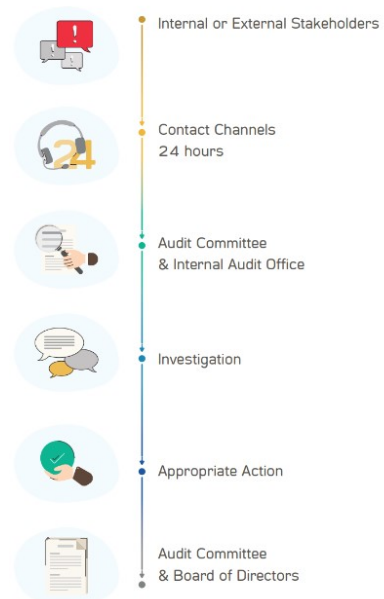 Internal or External Stakeholders
24
Contact Channels
24 hours
Audit Committee
& Internal Audit Office
Investigation
Appropriate Action
Audit Committee
& Board of Directors